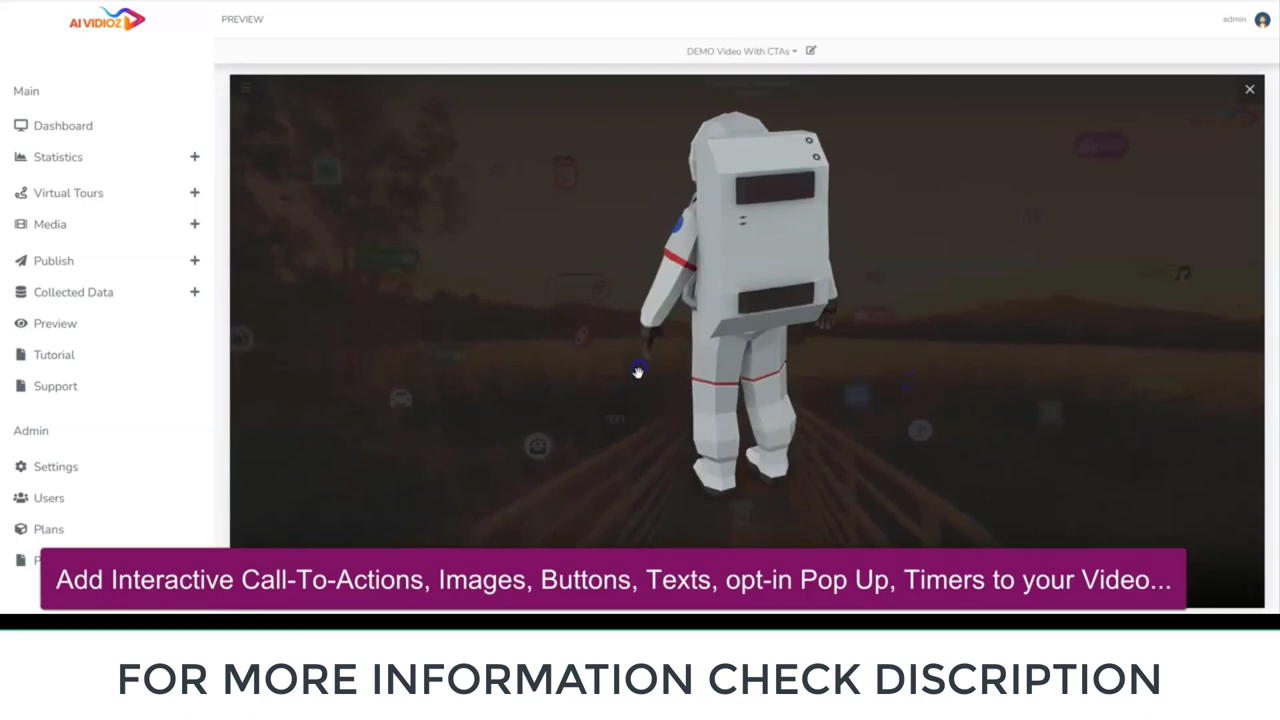 AI VIDIOZ
PREVIEW
admin
DEMO Video With CTAs
Main
Dashboard
Statistics
Virtual Tours
Media
Publish
Collected Data
Preview
Tutorial
Support
Admin
Settings
Users
Plans
Add Interactive Call-To-Actions, Images, Buttons, Texts, opt-in Pop Up, Timers to your Video...
FOR MORE INFORMATION CHECK DISCRIPTION